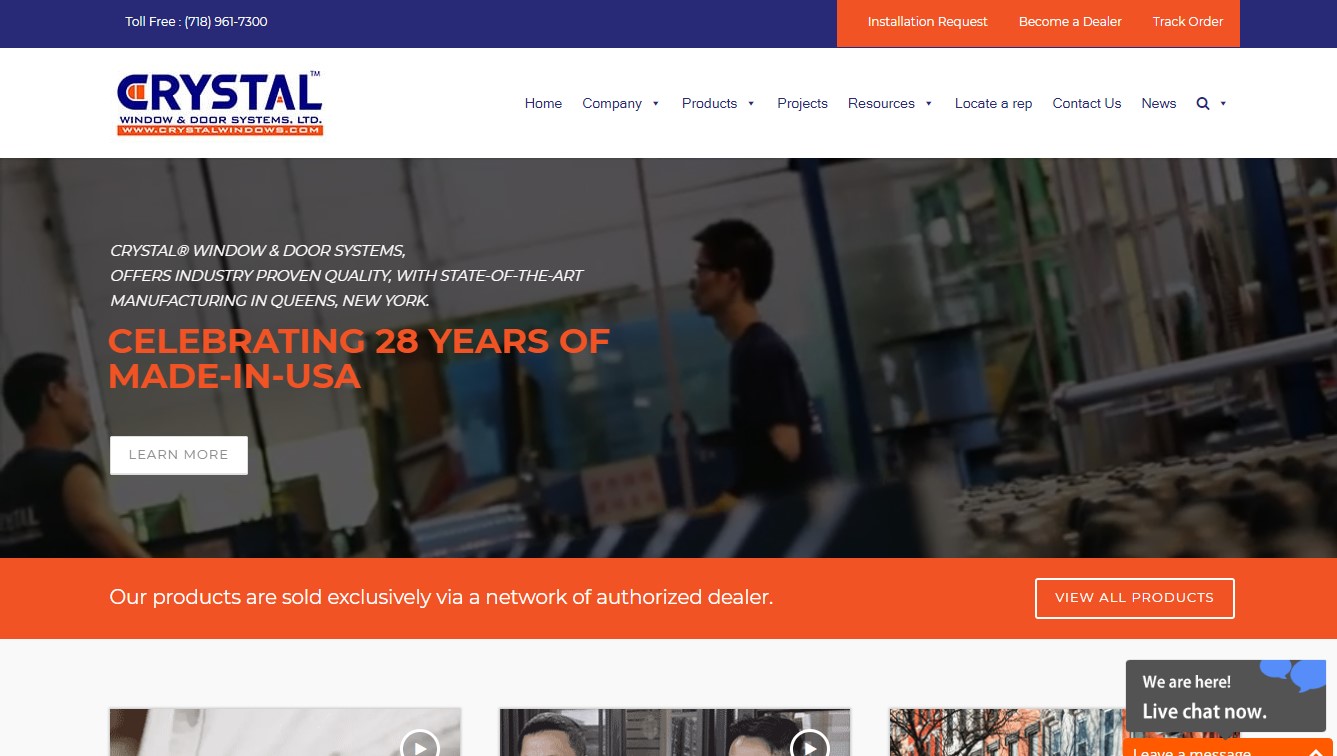 Toll Free : (718) 961-7300
Installation Request
Become a Dealer
Track Order
CRYSTAL™
WINDOW & DOOR SYSTEMS, LTD.
WWW.CRYSTALWINDOWS.COM
Home
Company
Products
Projects
Resources
Locate a rep
Contact Us
News
CRYSTAL® WINDOW & DOOR SYSTEMS,
OFFERS INDUSTRY PROVEN QUALITY, WITH STATE-OF-THE-ART
MANUFACTURING IN QUEENS, NEW YORK.
CELEBRATING 28 YEARS OF
MADE-IN-USA
LEARN MORE
Our products are sold exclusively via a network of authorized dealer.
VIEW ALL PRODUCTS
We are here!
Live chat now.
Leave a message